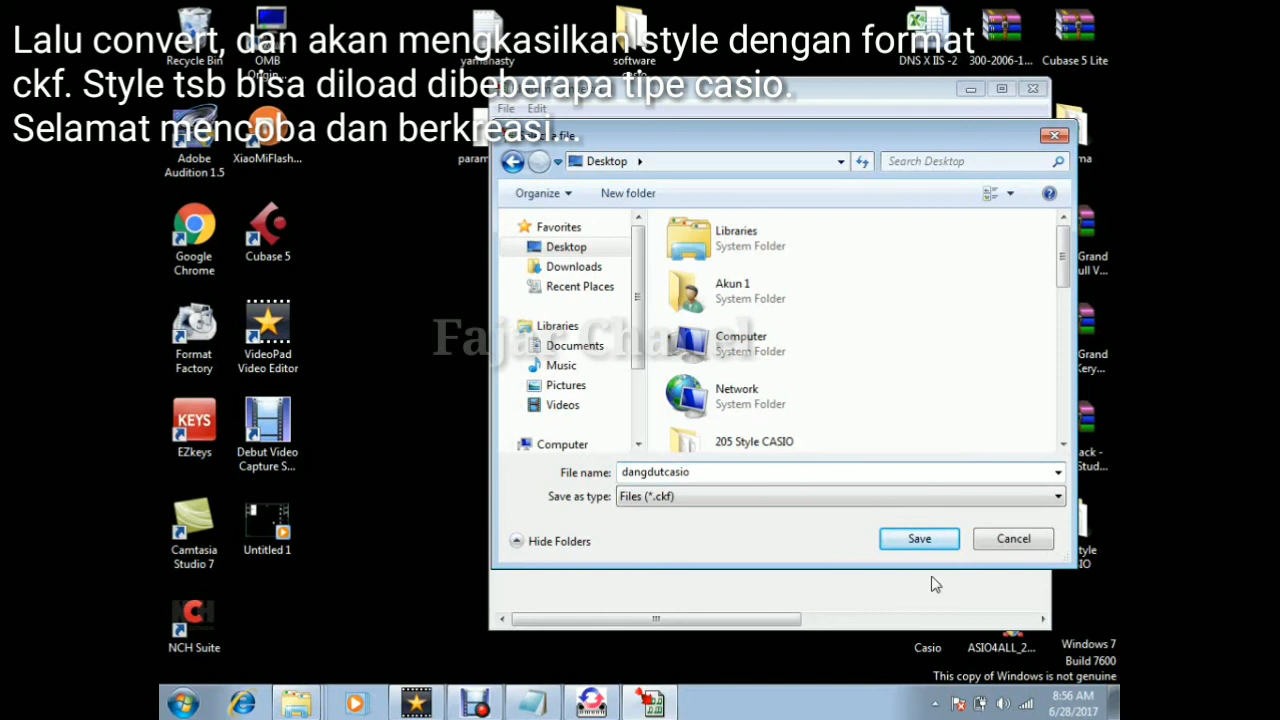 Lalu convert, dan akan mengkasilkan style dengan format
ckf. Style tsb bisa diload dibeberapa tipe casio.
Selamat mencoba dan berkreasi...
Recycle Bin
OMB
Origin...
yamanasty
software
DNS X IIS -2
300-2006-1...
Cubase 5 Lite
File Edit
Adobe
Audition 1.5
XiaoMiFlash...
Desktop
Search Desktop
Organize
New folder
Google
Chrome
Cubase 5
Favorites
Desktop
Downloads
Recent Places
Libraries
Documents
Music
Pictures
Videos
Computer
Libraries
System Folder
Akun 1
System Folder
Computer
System Folder
Network
System Folder
205 Style CASIO
Fajar Chanel
Format
Factory
VideoPad
Video Editor
KEYS
EZkeys
Debut Video
Capture S...
File name: dangdutcasio
Save as type: Files (*.ckf)
Hide Folders
Save
Cancel
Camtasia
Studio 7
Untitled 1
NCH
NCH Suite
Casio
ASIO4ALL_2...
Windows 7
Build 7600
This copy of Windows is not genuine
8:56 AM
6/28/2017